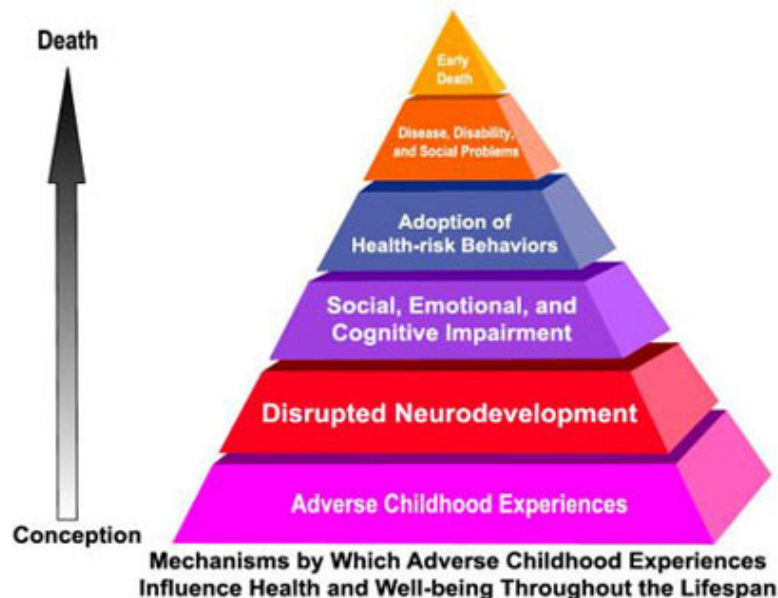 Death
Early
Death
Disease, Disability,
and Social Problems
Adoption of
Health-risk Behaviors
Social, Emotional, and
Cognitive Impairment
Disrupted Neurodevelopment
Adverse Childhood Experiences
Conception
Mechanisms by Which Adverse Childhood Experiences
Influence Health and Well-being Throughout the Lifespan